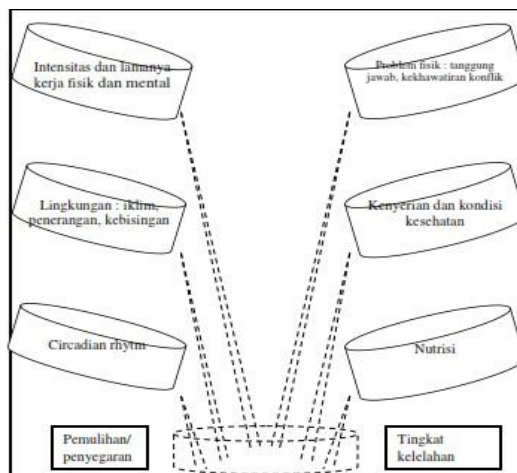 Intensitas dan lamanya
kerja fisik dan mental
Problem fisik : tanggung
jawab, kekhawatiran konflik
Lingkungan : iklim,
penerangan, kebisingan
Kenyerian dan kondisi
kesehatan
Circadian rhytm
Nutrisi
Pemulihan/
penyegaran
Tingkat
kelelahan